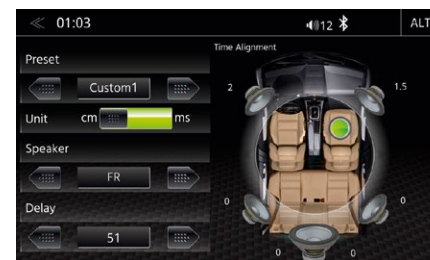 01:03
12
ALT
Preset
Custom1
Unit cm ms
Speaker
FR
Delay
51
Time Alignment
2
1.5
0
0
0
0